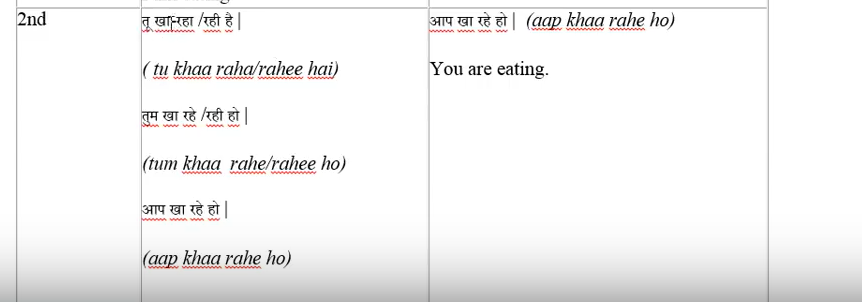 2nd
तू खा रहा /रही है |
( tu khaa raha/rahee hai)
तुम खा रहे /रही हो |
(tum khaa  rahe/rahee ho)
आप खा रहे हो |
(aap khaa rahe ho)
आप खा रहे हो |  (aap khaa rahe ho)
You are eating.